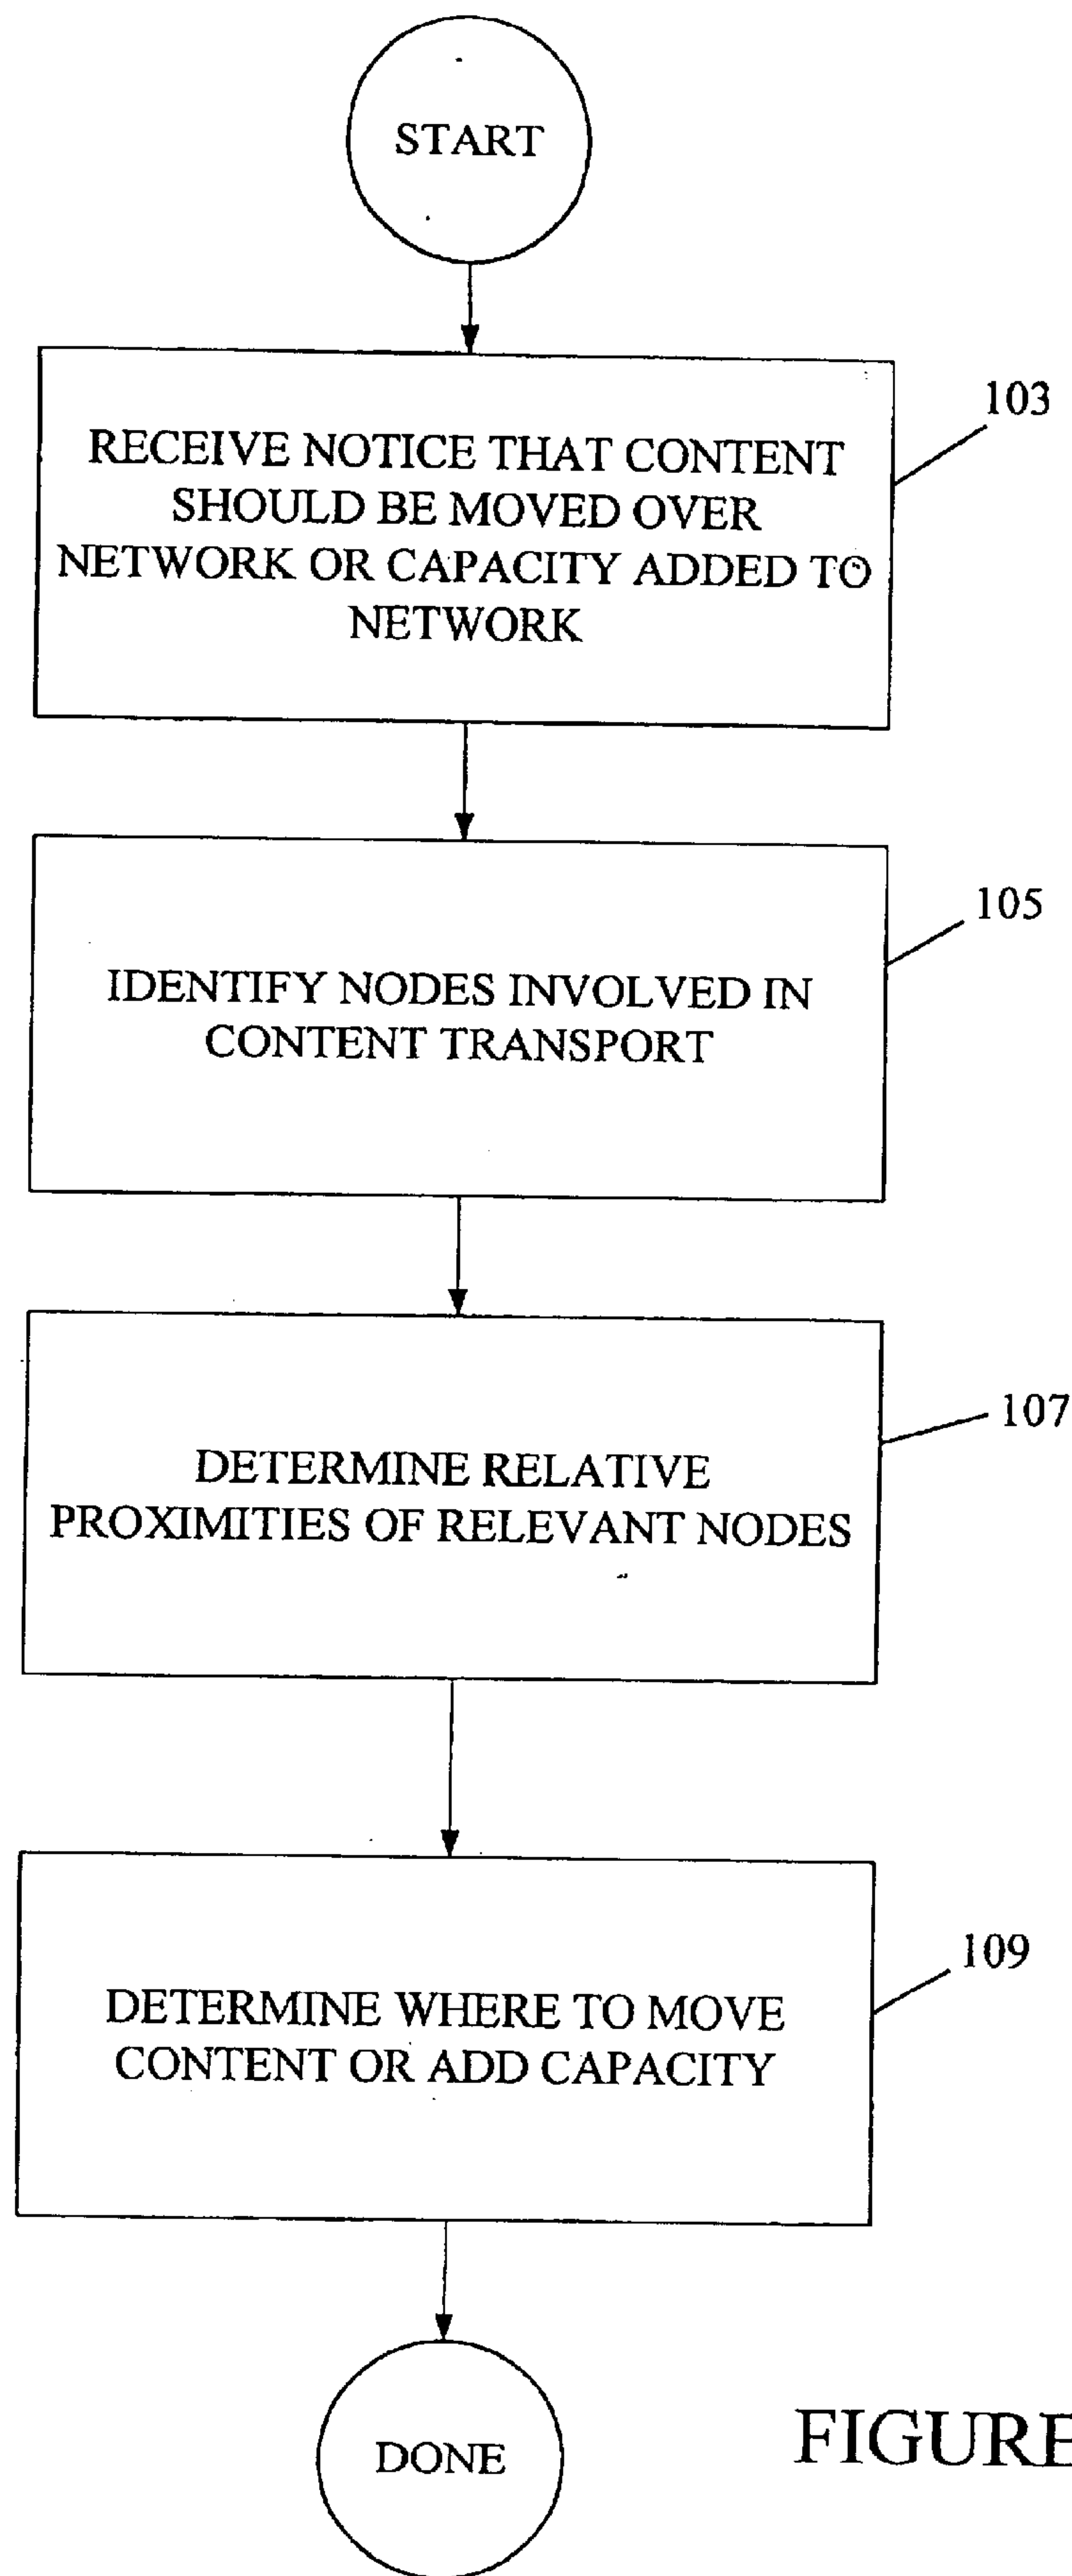 START
103
RECEIVE NOTICE THAT CONTENT
SHOULD BE MOVED OVER
NETWORK OR CAPACITY ADDED TO
NETWORK
105
IDENTIFY NODES INVOLVED IN
CONTENT TRANSPORT
107
DETERMINE RELATIVE
PROXIMITIES OF RELEVANT NODES
109
DETERMINE WHERE TO MOVE
CONTENT OR ADD CAPACITY
DONE
FIGURE